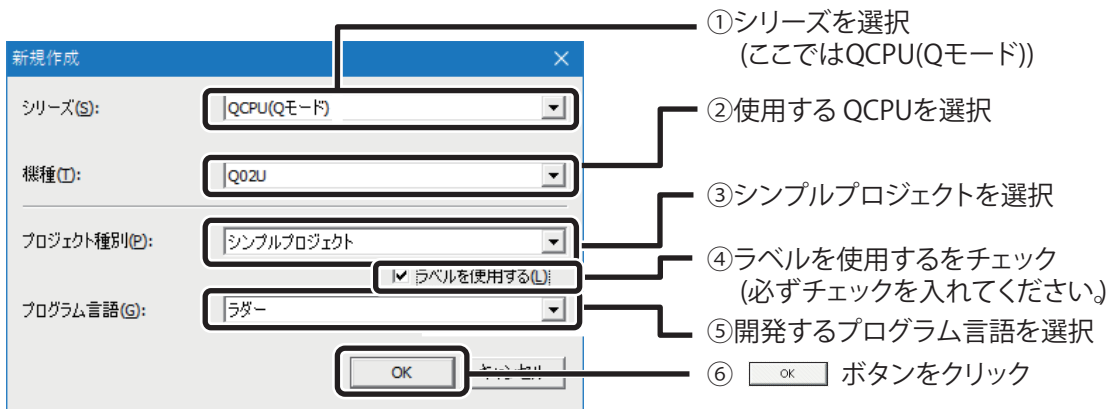 ①シリーズを選択
(ここではQCPU(Qモード))
新規作成
シリーズ(S):
QCPU(Qモード)
②使用する QCPUを選択
機種(T):
Q02U
③シンプルプロジェクトを選択
プロジェクト種別(P):
シンプルプロジェクト
④ラベルを使用するをチェック
(必ずチェックを入れてください。)
ラベルを使用する(L)
プログラム言語(G):
ラダー
⑤開発するプログラム言語を選択
OK
キャンセル
⑥ OK ボタンをクリック